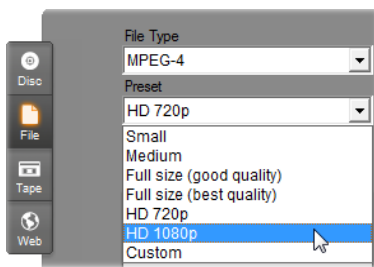 File Type
MPEG-4
Preset
HD 720p
Small
Medium
Full size (good quality)
Full size (best quality)
HD 720p
HD 1080p
Custom
Disc
File
Tape
Web